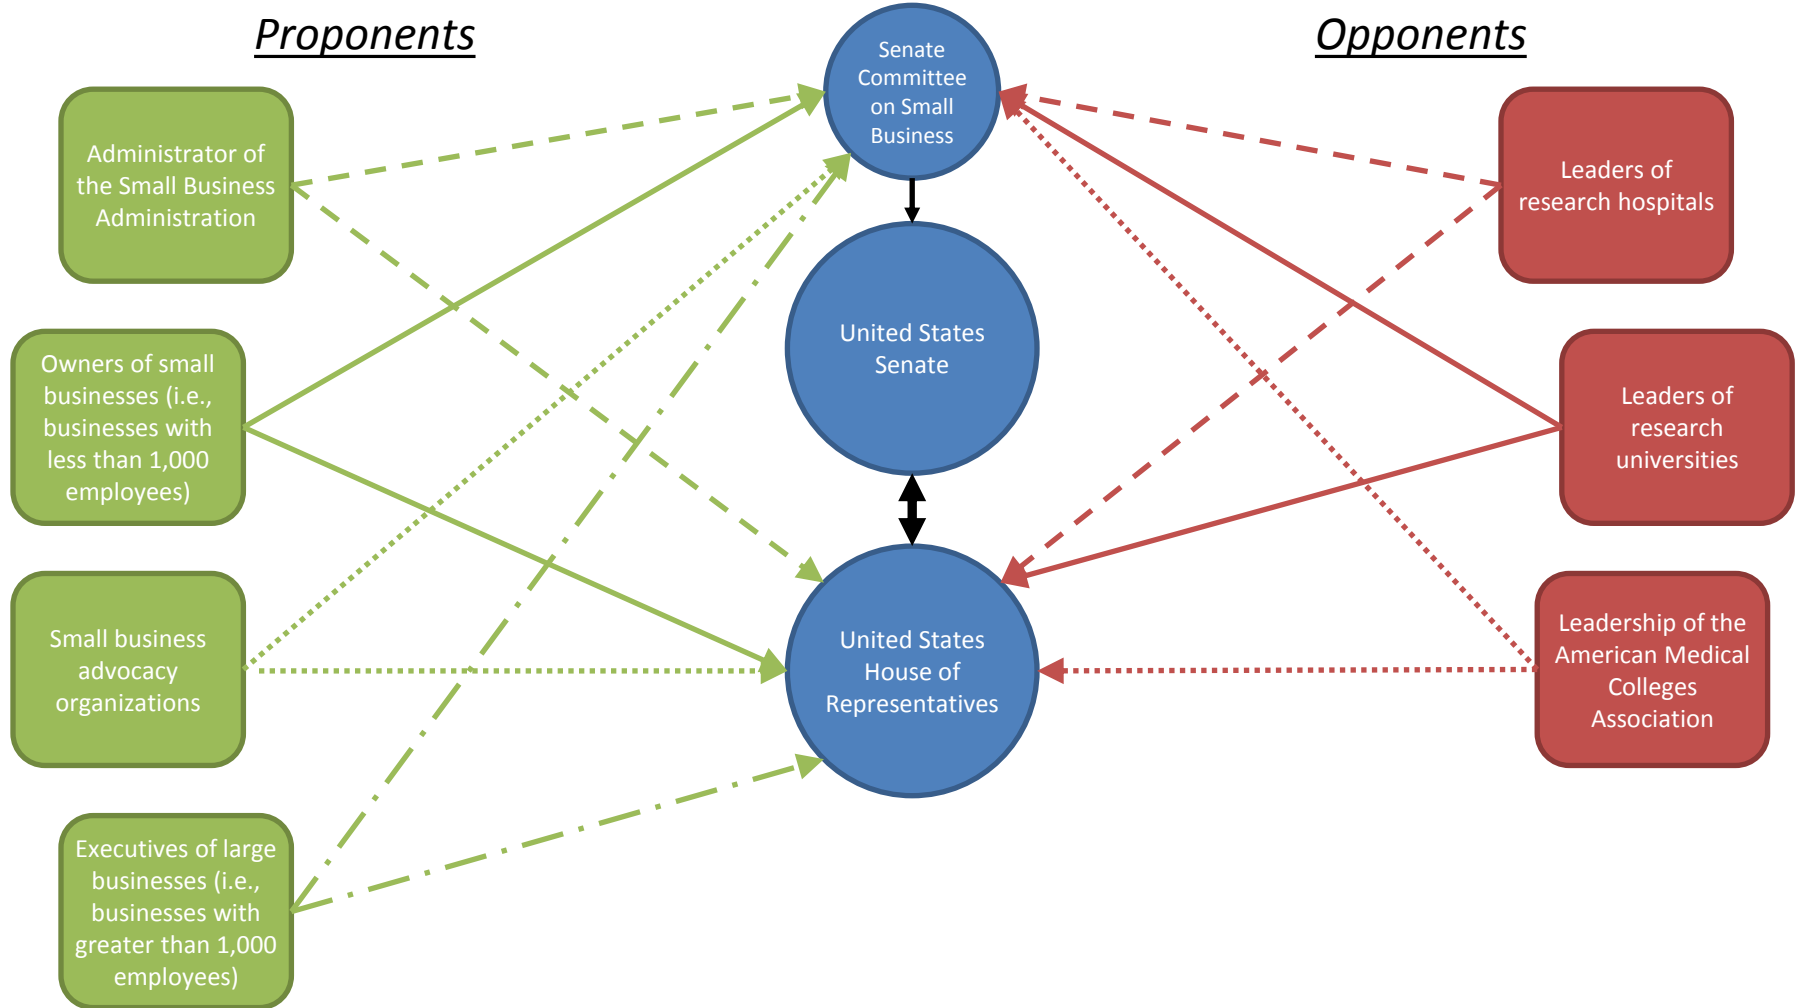 Proponents
Senate
Committee
on Small
Business
Opponents
Administrator of
the Small Business
Administration
Leaders of
research hospitals
United States
Senate
Owners of small
businesses (i.e.,
businesses with
less than 1,000
employees)
Leaders of
research
universities
Small business
advocacy
organizations
United States
House of
Representatives
Leadership of the
American Medical
Colleges
Association
Executives of large
businesses (i.e.,
businesses with
greater than 1,000
employees)